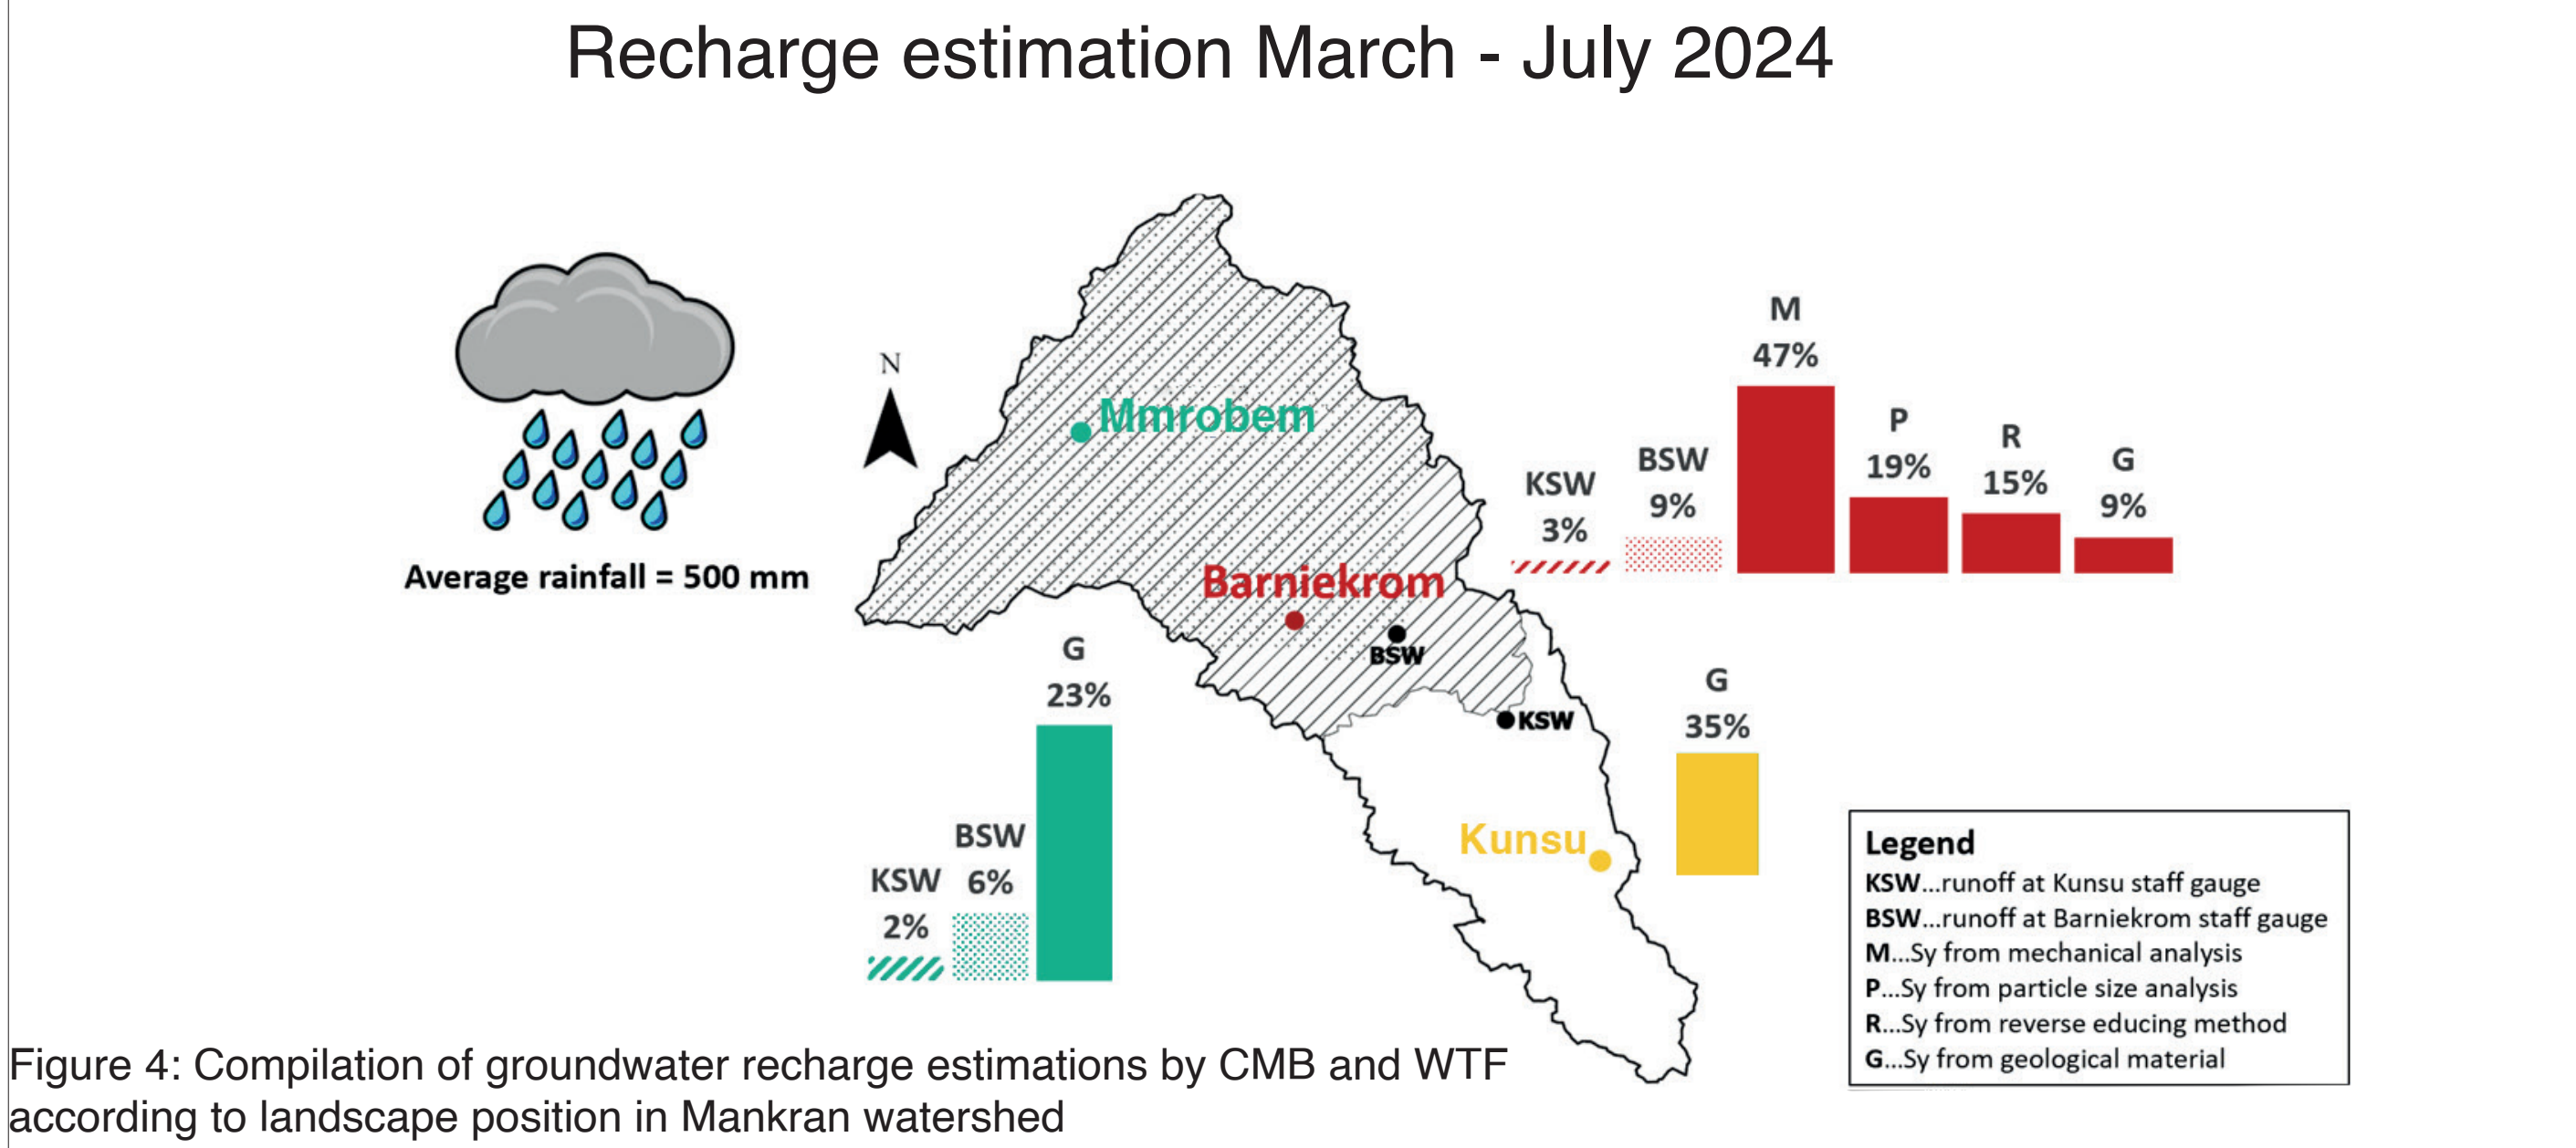 Recharge estimation March - July 2024
N
Mmrobem
Average rainfall = 500 mm
Barniekrom
BSW
KSW
Kunsu
KSW
3%
BSW
9%
M
47%
P
19%
R
15%
G
9%
KSW
2%
BSW
6%
G
23%
G
35%
Legend
KSW...runoff at Kunsu staff gauge
BSW...runoff at Barniekrom staff gauge
M...Sy from mechanical analysis
P...Sy from particle size analysis
R...Sy from reverse educing method
G...Sy from geological material
Figure 4: Compilation of groundwater recharge estimations by CMB and WTF
according to landscape position in Mankran watershed